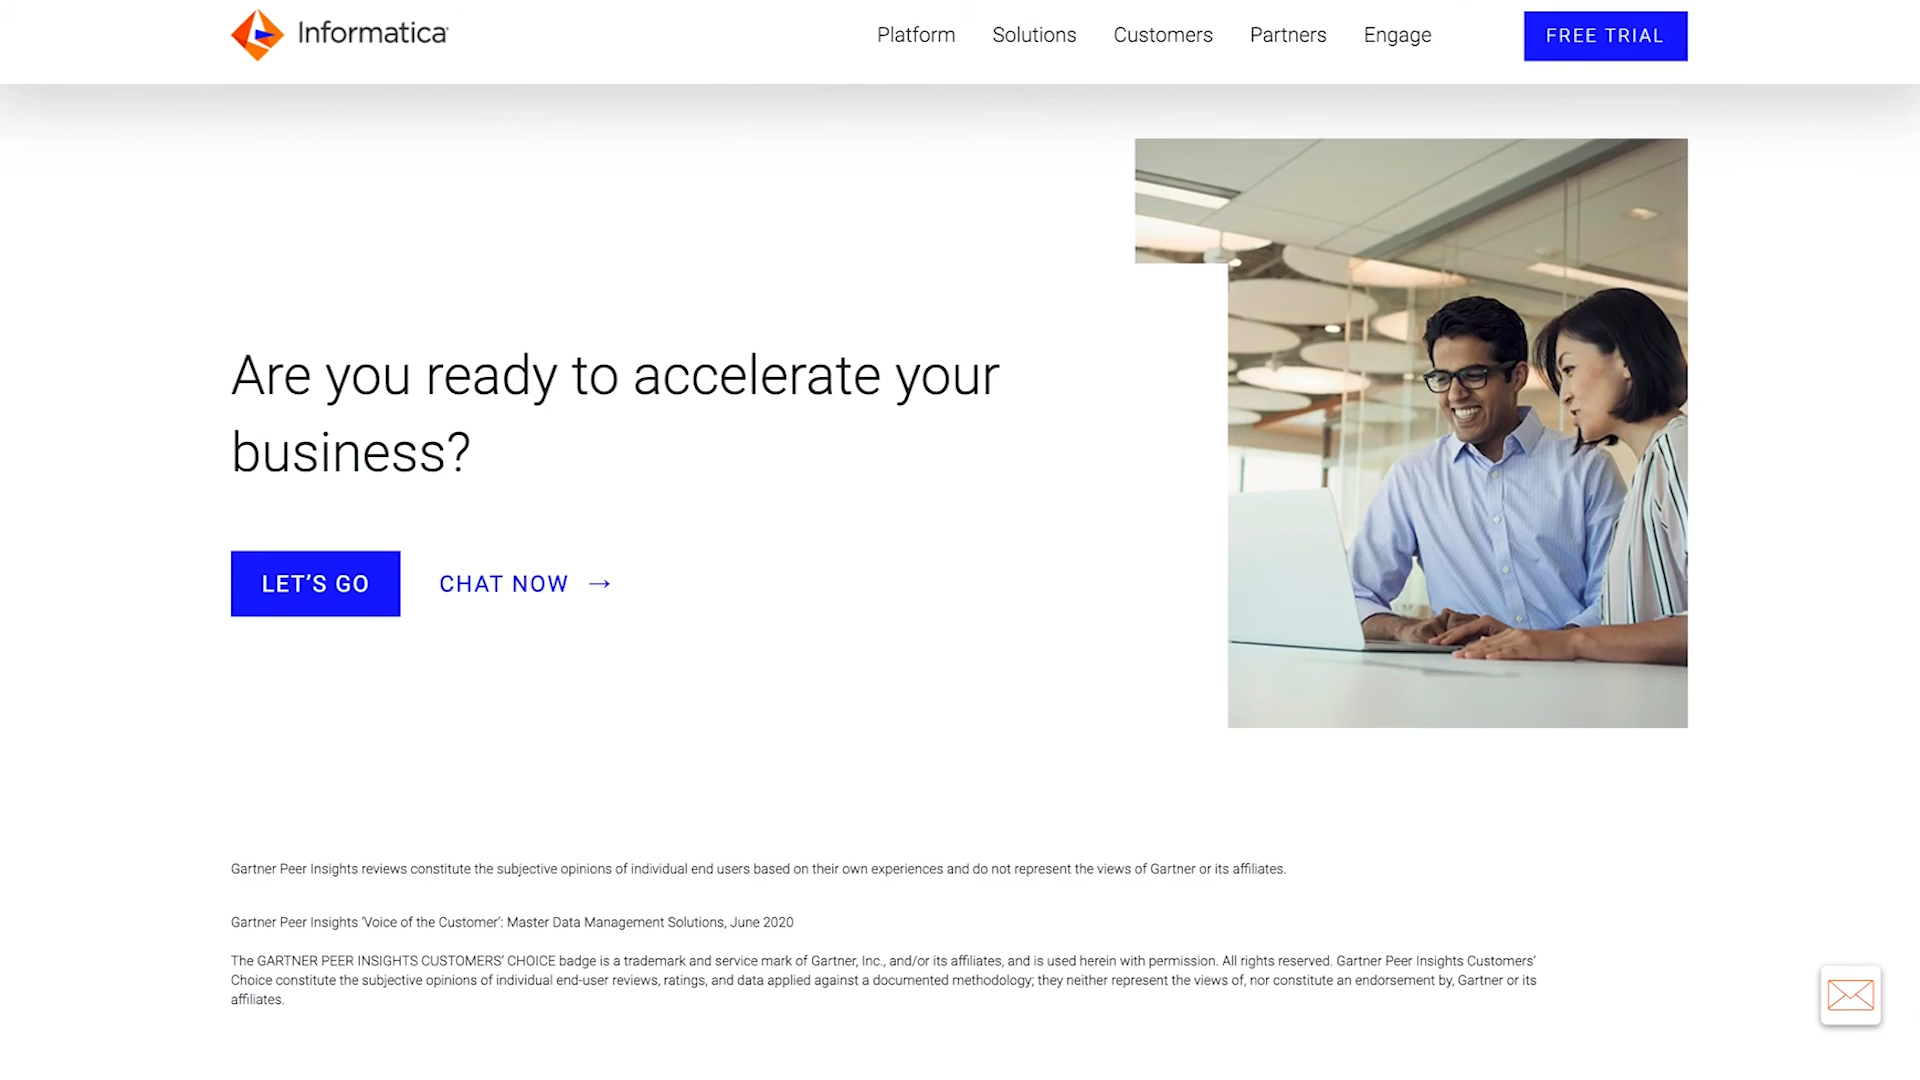 Informatica
Platform
Solutions
Customers
Partners
Engage
FREE TRIAL
Are you ready to accelerate your
business?
LET’S GO
CHAT NOW →
Gartner Peer Insights reviews constitute the subjective opinions of individual end users based on their own experiences and do not represent the views of Gartner or its affiliates.
Gartner Peer Insights ‘Voice of the Customer’: Master Data Management Solutions, June 2020
The GARTNER PEER INSIGHTS CUSTOMERS’ CHOICE badge is a trademark and service mark of Gartner, Inc., and/or its affiliates, and is used herein with permission. All rights reserved. Gartner Peer Insights Customers’
Choice constitute the subjective opinions of individual end-user reviews, ratings, and data applied against a documented methodology; they neither represent the views of, nor constitute an endorsement by, Gartner or its
affiliates.